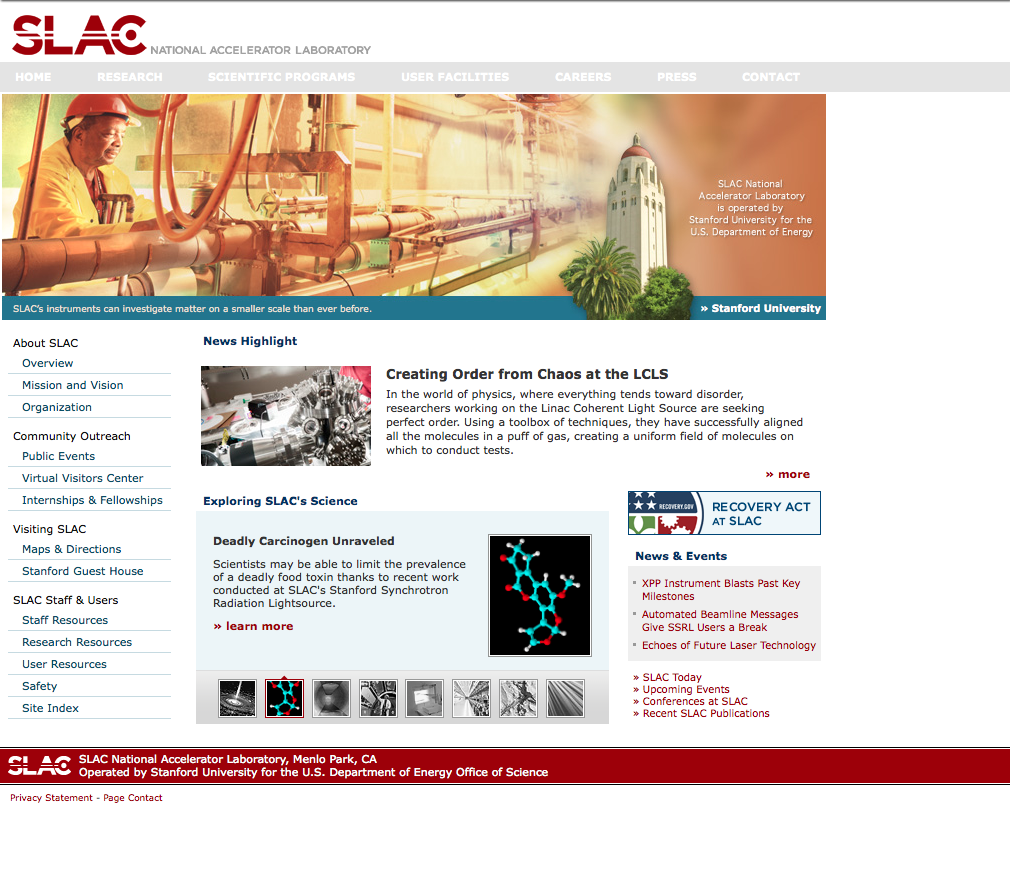 SLAC NATIONAL ACCELERATOR LABORATORY
HOME RESEARCH SCIENTIFIC PROGRAMS USER FACILITIES CAREERS PRESS CONTACT
SLAC National
Accelerator Laboratory
is operated by
Stanford University for the
U.S. Department of Energy
SLAC's instruments can investigate matter on a smaller scale than ever before.
» Stanford University
About SLAC
Overview
Mission and Vision
Organization
Community Outreach
Public Events
Virtual Visitors Center
Internships & Fellowships
Visiting SLAC
Maps & Directions
Stanford Guest House
SLAC Staff & Users
Staff Resources
Research Resources
User Resources
Safety
Site Index
News Highlight
Creating Order from Chaos at the LCLS
In the world of physics, where everything tends toward disorder,
researchers working on the Linac Coherent Light Source are seeking
perfect order. Using a toolbox of techniques, they have successfully aligned
all the molecules in a puff of gas, creating a uniform field of molecules on
which to conduct tests.
» more
Exploring SLAC's Science
Deadly Carcinogen Unraveled
Scientists may be able to limit the prevalence
of a deadly food toxin thanks to recent work
conducted at SLAC's Stanford Synchrotron
Radiation Lightsource.
» learn more
RECOVERY.GOV
RECOVERY ACT
AT SLAC
News & Events
XPP Instrument Blasts Past Key
Milestones
Automated Beamline Messages
Give SSRL Users a Break
Echoes of Future Laser Technology
» SLAC Today
» Upcoming Events
» Conferences at SLAC
» Recent SLAC Publications
SLAC
SLAC National Accelerator Laboratory, Menlo Park, CA
Operated by Stanford University for the U.S. Department of Energy Office of Science
Privacy Statement - Page Contact